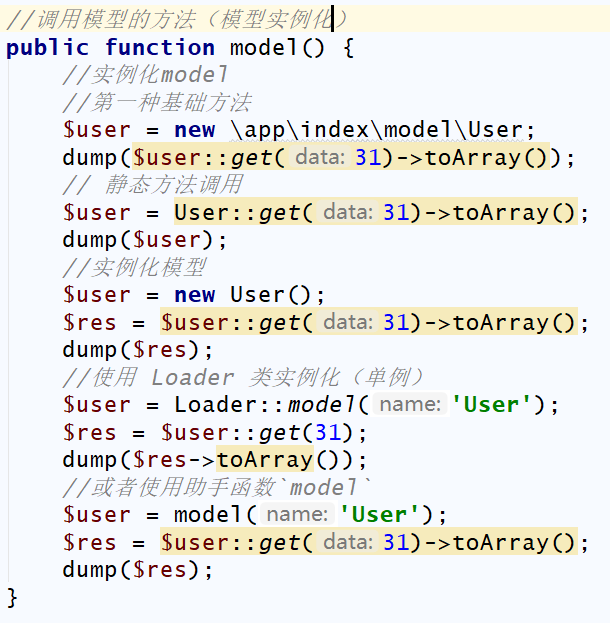 //调用模型的方法（模型实例化）
public function model() {
//实例化model
//第一种基础方法
$user = new \app\index\model\User;
dump($user::get( data: 31)->toArray());
// 静态方法调用
$user = User::get( data: 31)->toArray();
dump($user);
//实例化模型
$user = new User();
$res = $user::get( data: 31)->toArray();
dump($res);
//使用 Loader 类实例化（单例）
$user = Loader::model( name: 'User');
$res = $user::get(31);
dump($res->toArray());
//或者使用助手函数`model`
$user = model( name: 'User');
$res = $user::get( data: 31)->toArray();
dump($res);
}